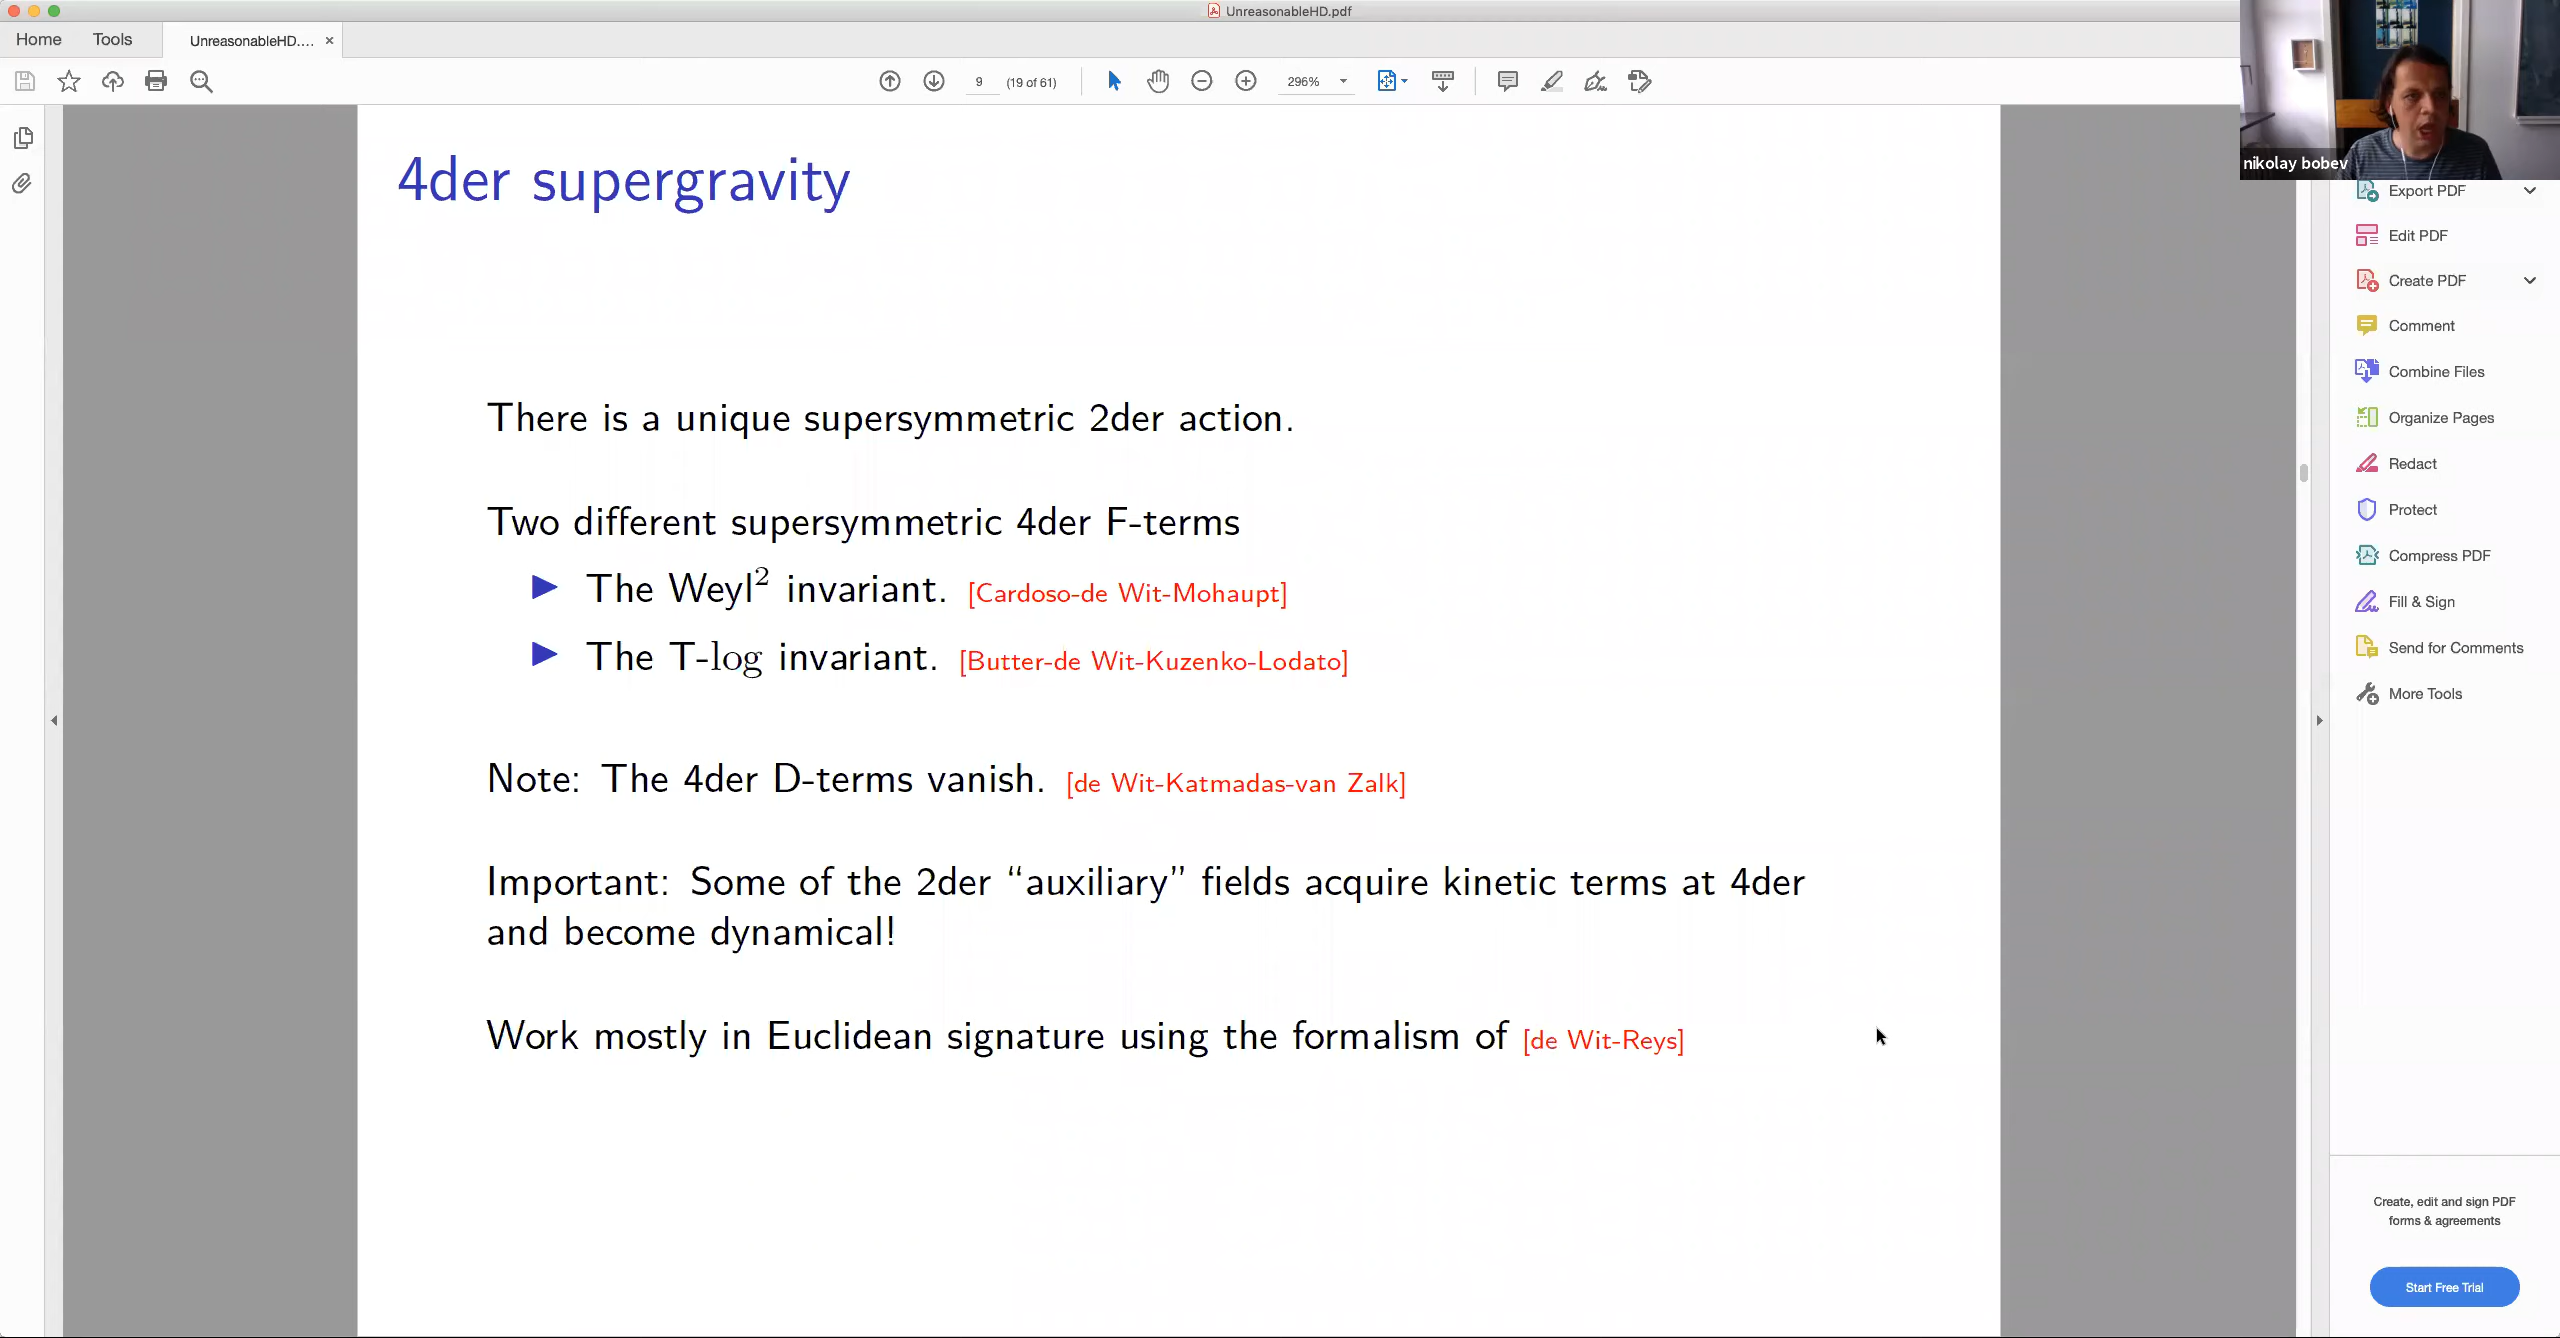 UnreasonableHD.pdf
Home Tools UnreasonableHD.... ×
9 (19 of 61) 296%
nikolay bobev
4der supergravity
There is a unique supersymmetric 2der action.
Two different supersymmetric 4der F-terms
▶ The Weyl² invariant. [Cardoso-de Wit-Mohaupt]
▶ The T-log invariant. [Butter-de Wit-Kuzenko-Lodato]
Note: The 4der D-terms vanish. [de Wit-Katmadas-van Zalk]
Important: Some of the 2der “auxiliary” fields acquire kinetic terms at 4der
and become dynamical!
Work mostly in Euclidean signature using the formalism of [de Wit-Reys]
Export PDF
Edit PDF
Create PDF
Comment
Combine Files
Organize Pages
Redact
Protect
Compress PDF
Fill & Sign
Send for Comments
More Tools
Create, edit and sign PDF
forms & agreements
Start Free Trial